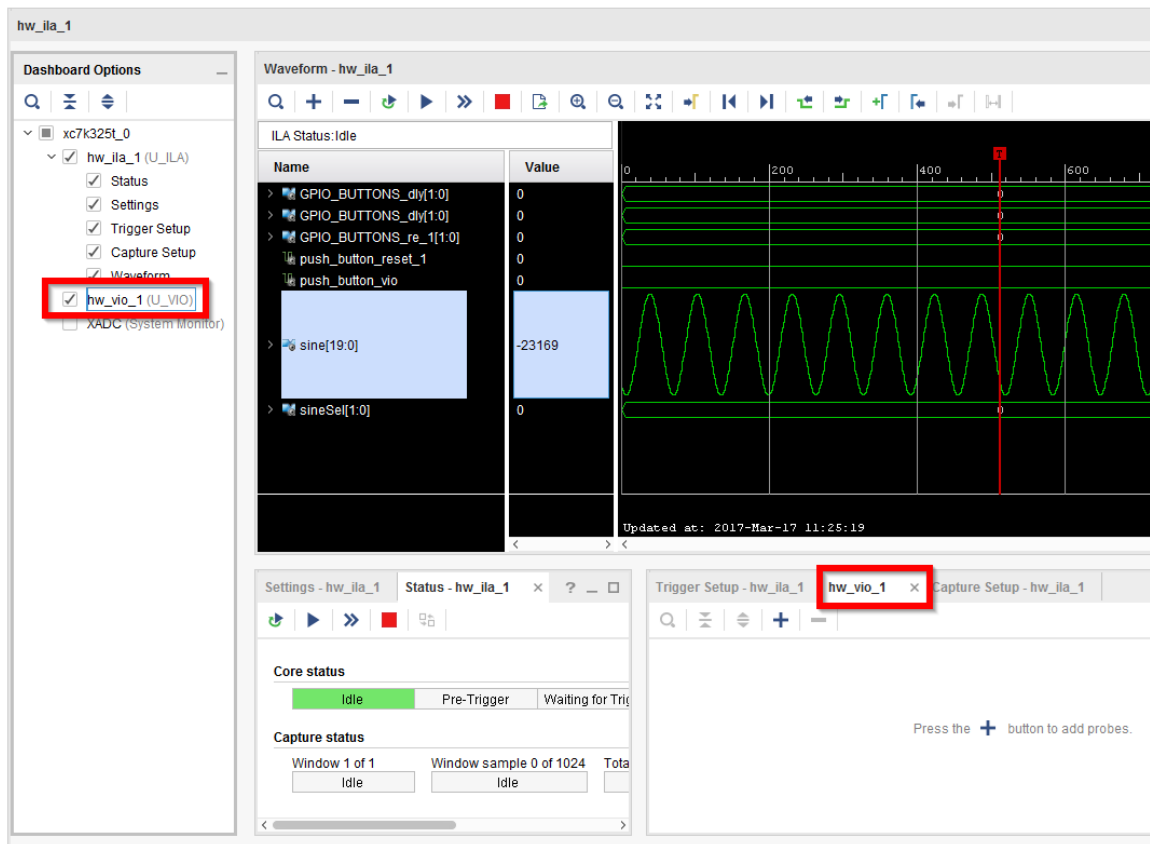 hw_ila_1
Dashboard Options
xc7k325t_0
hw_ila_1 (U_ILA)
Status
Settings
Trigger Setup
Capture Setup
Waveform
hw_vio_1 (U_VIO)
XADC (System Monitor)
Waveform - hw_ila_1
ILA Status: Idle
Name Value
GPIO_BUTTONS_dly[1:0] 0
GPIO_BUTTONS_dly[1:0] 0
GPIO_BUTTONS_re_1[1:0] 0
push_button_reset_1 0
push_button_vio 0
sine[19:0] -23169
sineSel[1:0] 0
T
0 200 400 600
0
0
0
0
Updated at: 2017-Mar-17 11:25:19
Settings - hw_ila_1 Status - hw_ila_1 × ?
Core status
Idle Pre-Trigger Waiting for Trig
Capture status
Window 1 of 1 Window sample 0 of 1024 Tota
Idle Idle
Trigger Setup - hw_ila_1 hw_vio_1 × Capture Setup - hw_ila_1
Press the + button to add probes.